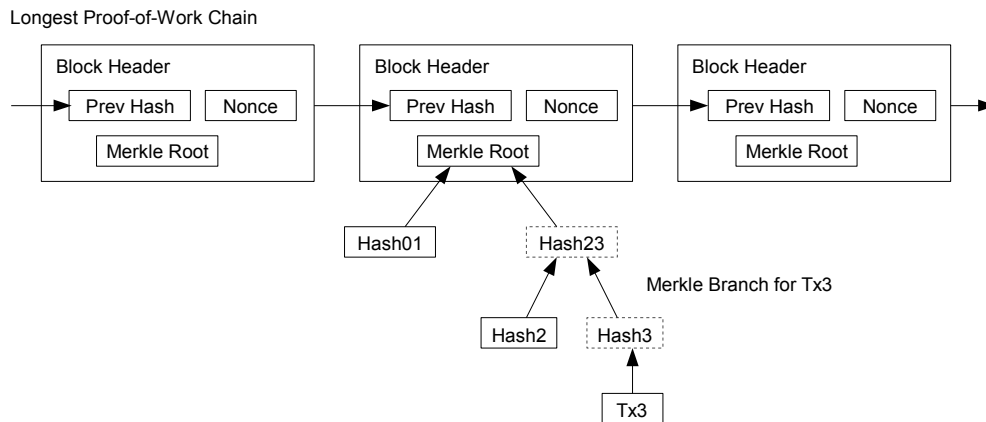 Longest Proof-of-Work Chain
Block Header
Prev Hash
Nonce
Merkle Root
Block Header
Prev Hash
Nonce
Merkle Root
Block Header
Prev Hash
Nonce
Merkle Root
Hash01
Hash23
Merkle Branch for Tx3
Hash2
Hash3
Tx3